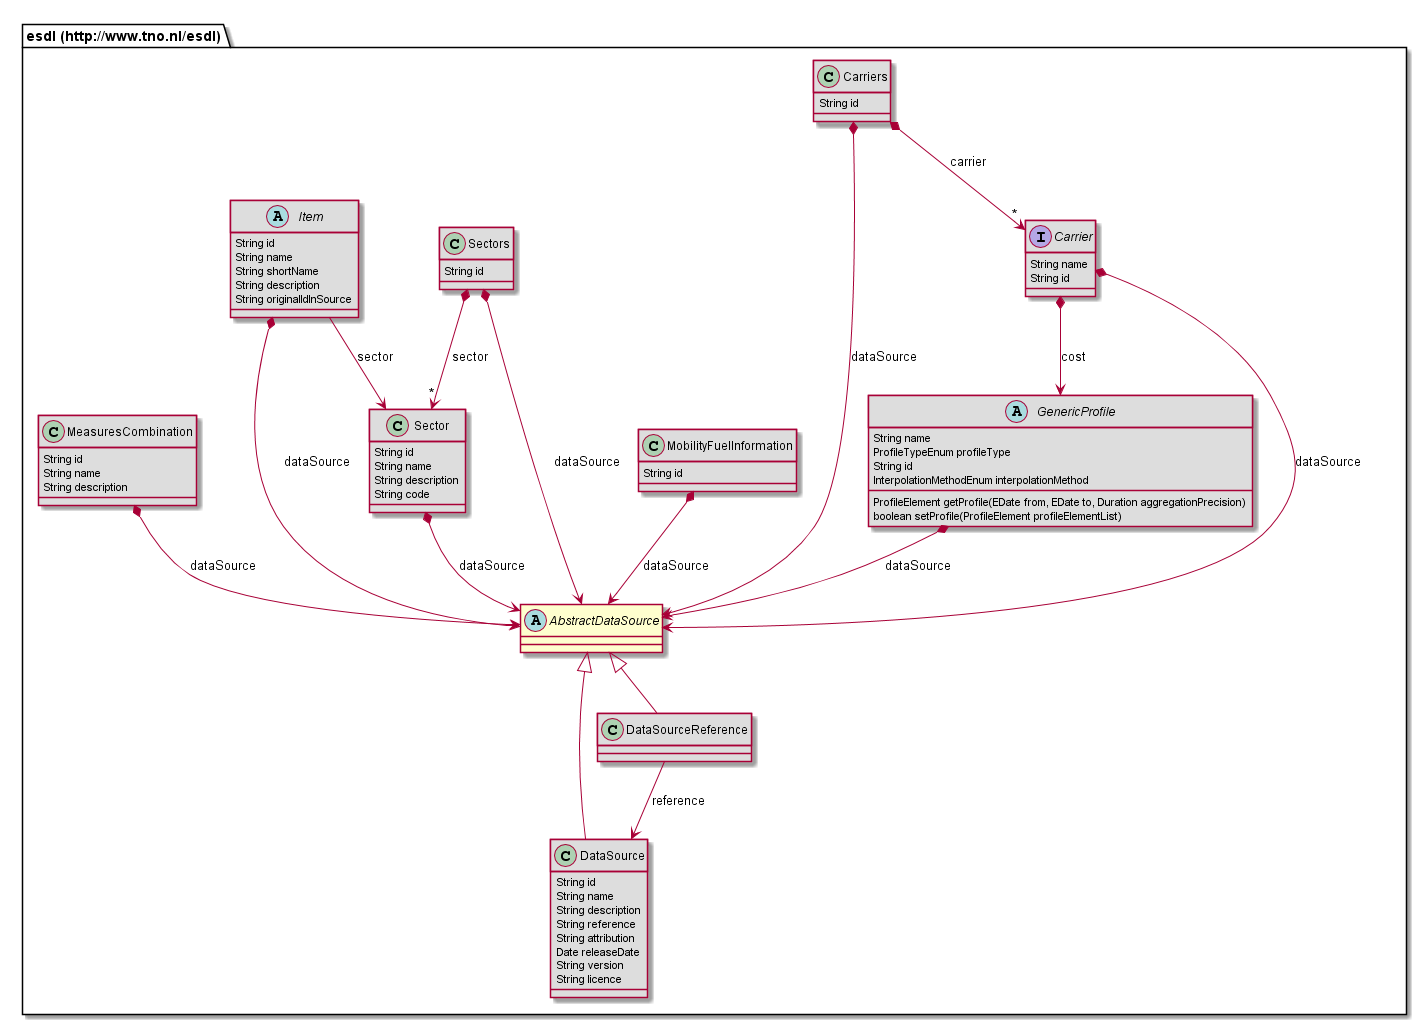 esdl (http://www.tno.nl/esdl)
C Carriers
String id
carrier
*
A Item
String id
String name
String shortName
String description
String originalIdInSource
C Sectors
String id
I Carrier
String name
String id
sector
sector
*
dataSource
cost
C MeasuresCombination
String id
String name
String description
dataSource
C Sector
String id
String name
String description
String code
dataSource
C MobilityFuelInformation
String id
A GenericProfile
String name
ProfileTypeEnum profileType
String id
InterpolationMethodEnum interpolationMethod
ProfileElement getProfile(EDate from, EDate to, Duration aggregationPrecision)
boolean setProfile(ProfileElement profileElementList)
dataSource
dataSource
dataSource
dataSource
dataSource
A AbstractDataSource
C DataSourceReference
reference
C DataSource
String id
String name
String description
String reference
String attribution
Date releaseDate
String version
String licence